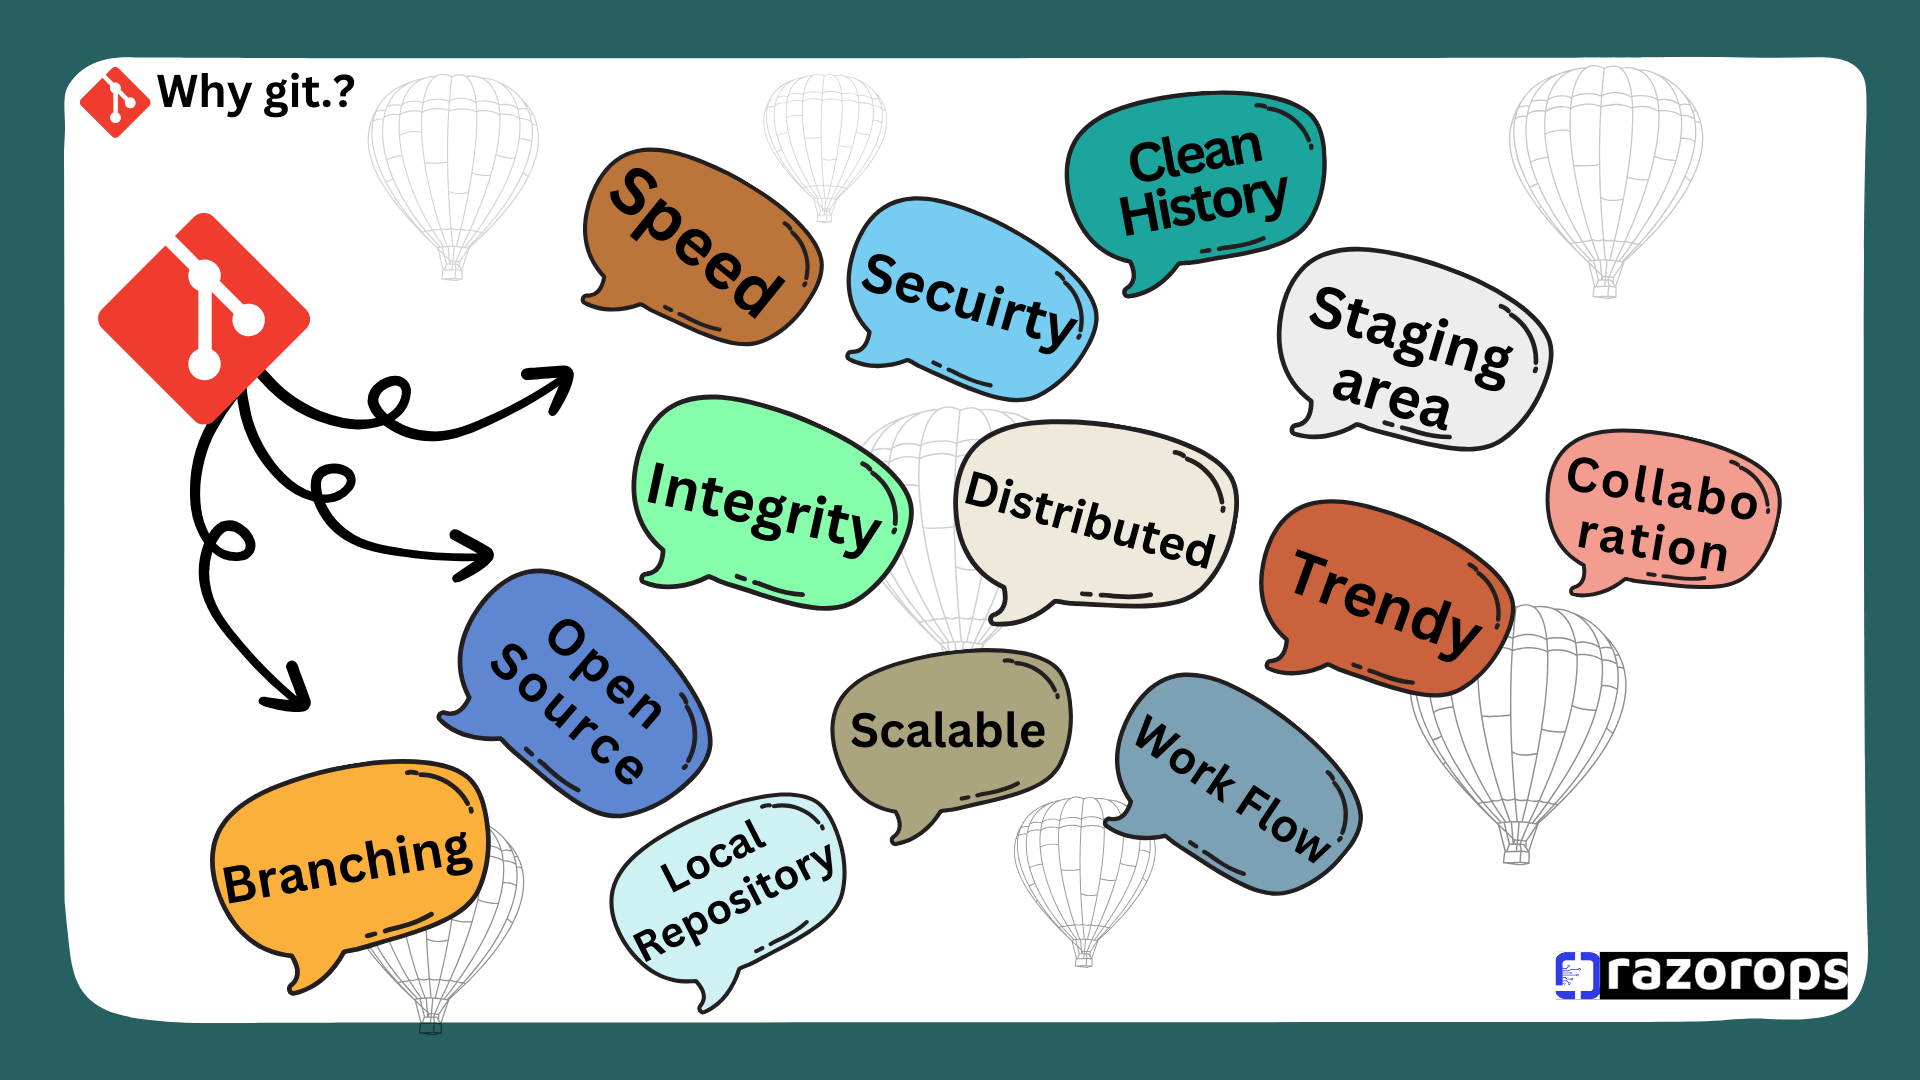 Why git.?
Speed
Secuirty
Clean
History
Staging
area
Integrity
Distributed
Trendy
Collabo
ration
Open
Source
Scalable
Work Flow
Branching
Local
Repository
razorops